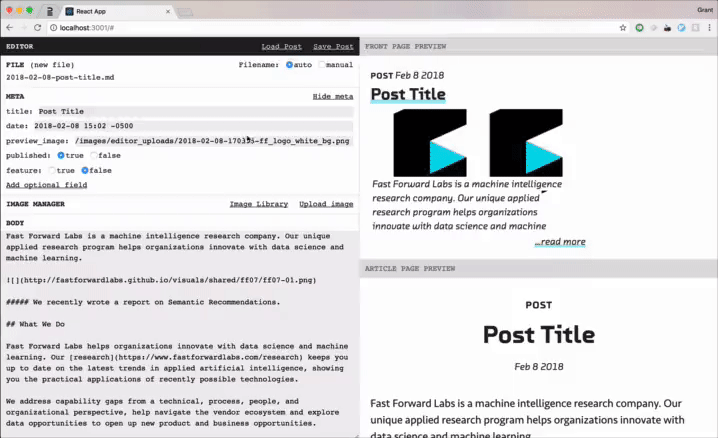 React App
Grant
localhost:3001/#
EDITOR
Load Post
Save Post
FILE (new file)
Filename: auto manual
2018-02-08-post-title.md
META
Hide meta
title: Post Title
date: 2018-02-08 15:02 -0500
preview_image: /images/editor_uploads/2018-02-08-170335-ff_logo_white_bg.png
published: true false
feature: true false
Add optional field
IMAGE MANAGER
Image Library
Upload image
BODY
Fast Forward Labs is a machine intelligence research company. Our unique
applied research program helps organizations innovate with data science and
machine learning.
![](http://fastforwardlabs.github.io/visuals/shared/ff07/ff07-01.png)
##### We recently wrote a report on Semantic Recommendations.
## What We Do
Fast Forward Labs helps organizations innovate with data science and machine
learning. Our [research](https://www.fastforwardlabs.com/research) keeps you
up to date on the latest trends in applied artificial intelligence, showing
you the practical applications of recently possible technologies.
We address capability gaps from a technical, process, people, and
organizational perspective, help navigate the vendor ecosystem and explore
data opportunities to open up new product and business opportunities.
FRONT PAGE PREVIEW
POST Feb 8 2018
Post Title
Fast Forward Labs is a machine intelligence
research company. Our unique applied
research program helps organizations
innovate with data science and machine
...read more
ARTICLE PAGE PREVIEW
POST
Post Title
Feb 8 2018
Fast Forward Labs is a machine intelligence research company. Our
unique applied research program helps organizations innovate with
data science and machine learning